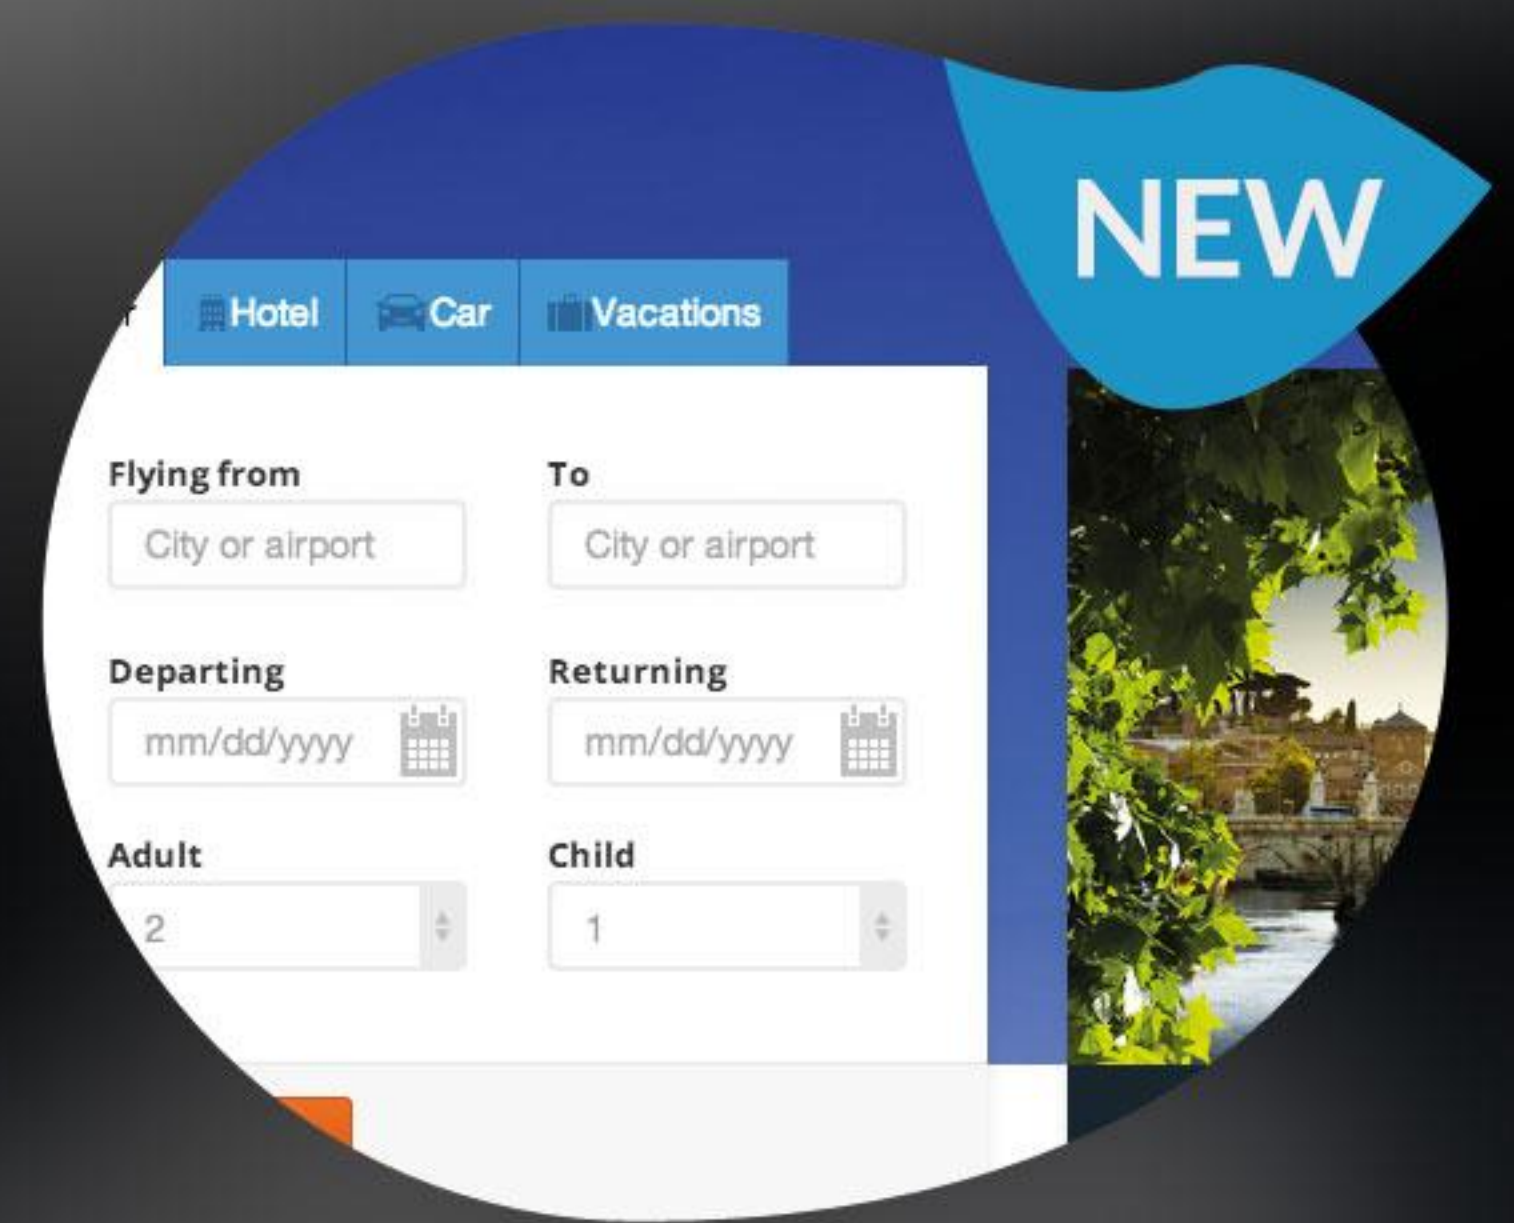 NEW
Hotel Car Vacations
Flying from To
City or airport City or airport
Departing Returning
mm/dd/yyyy mm/dd/yyyy
Adult Child
2 1